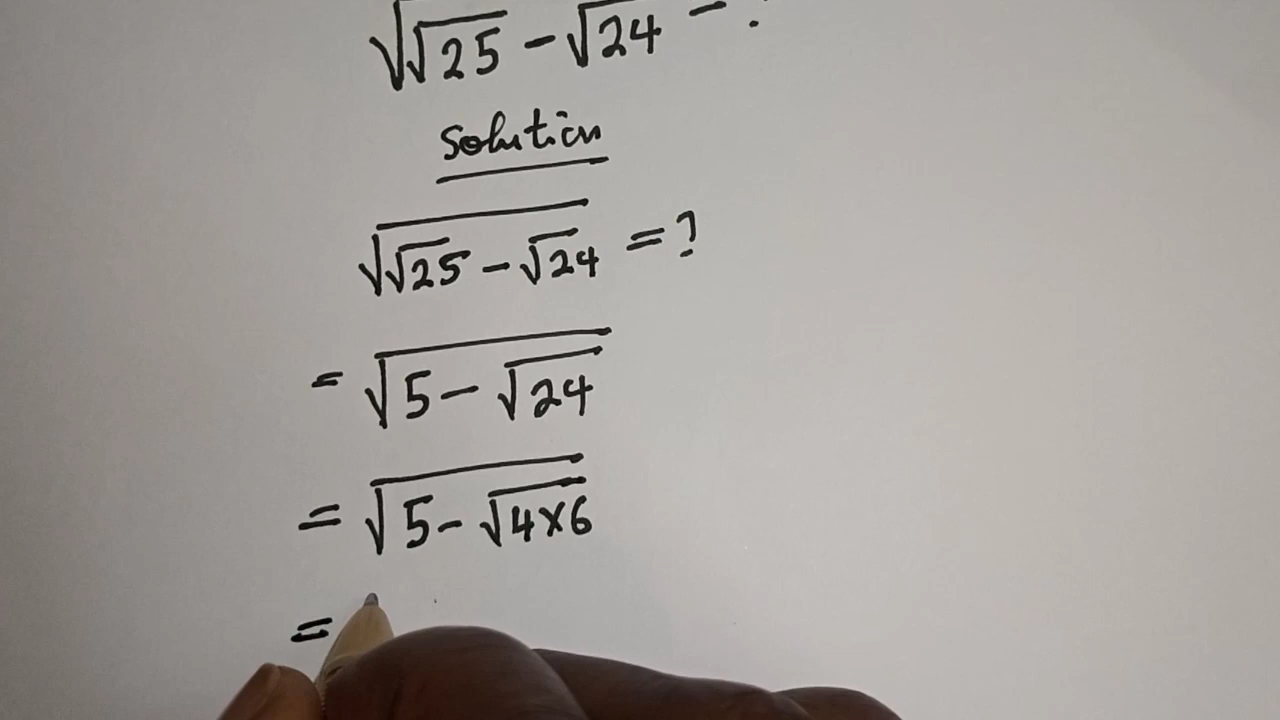 √√25 - √24 - ?
Solution
√√25 - √24 = ?
= √5 - √24
= √5 - √4×6
=